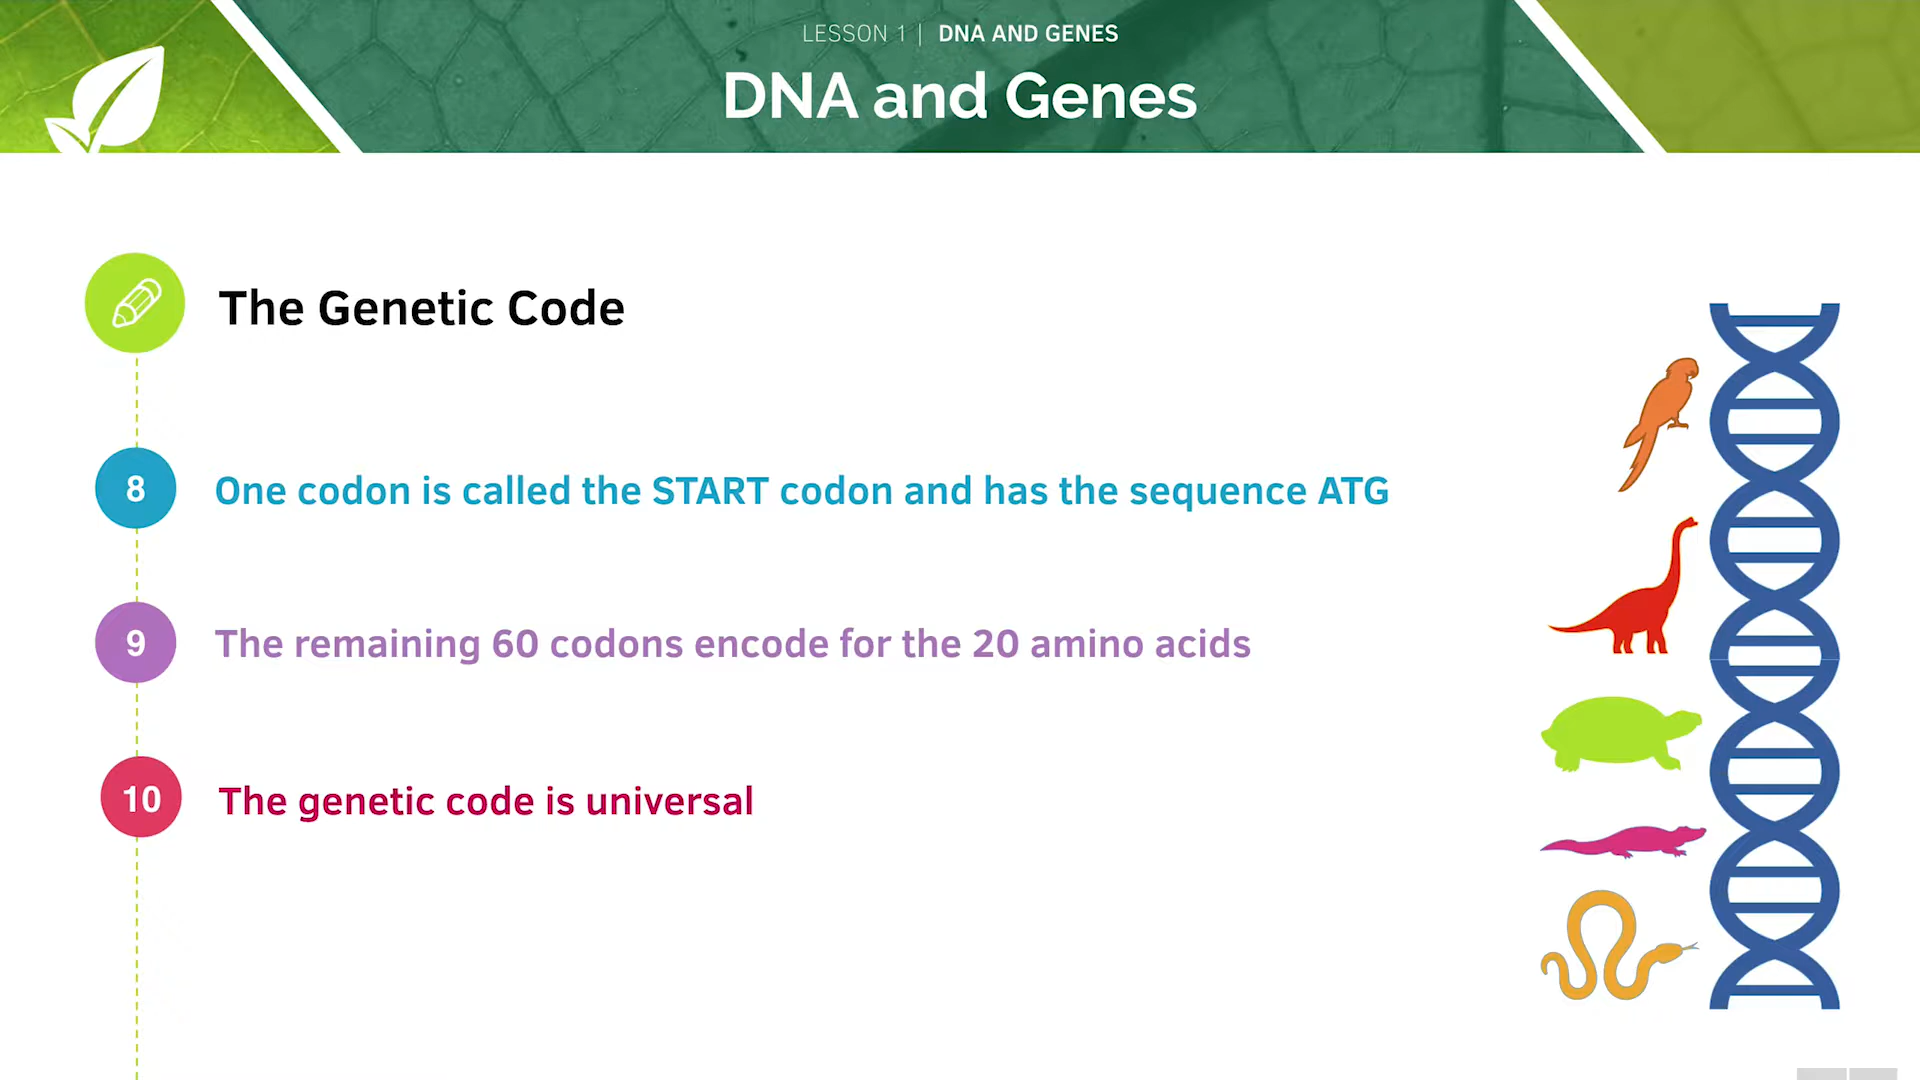 LESSON 1 | DNA AND GENES
DNA and Genes
The Genetic Code
8 One codon is called the START codon and has the sequence ATG
9 The remaining 60 codons encode for the 20 amino acids
10 The genetic code is universal